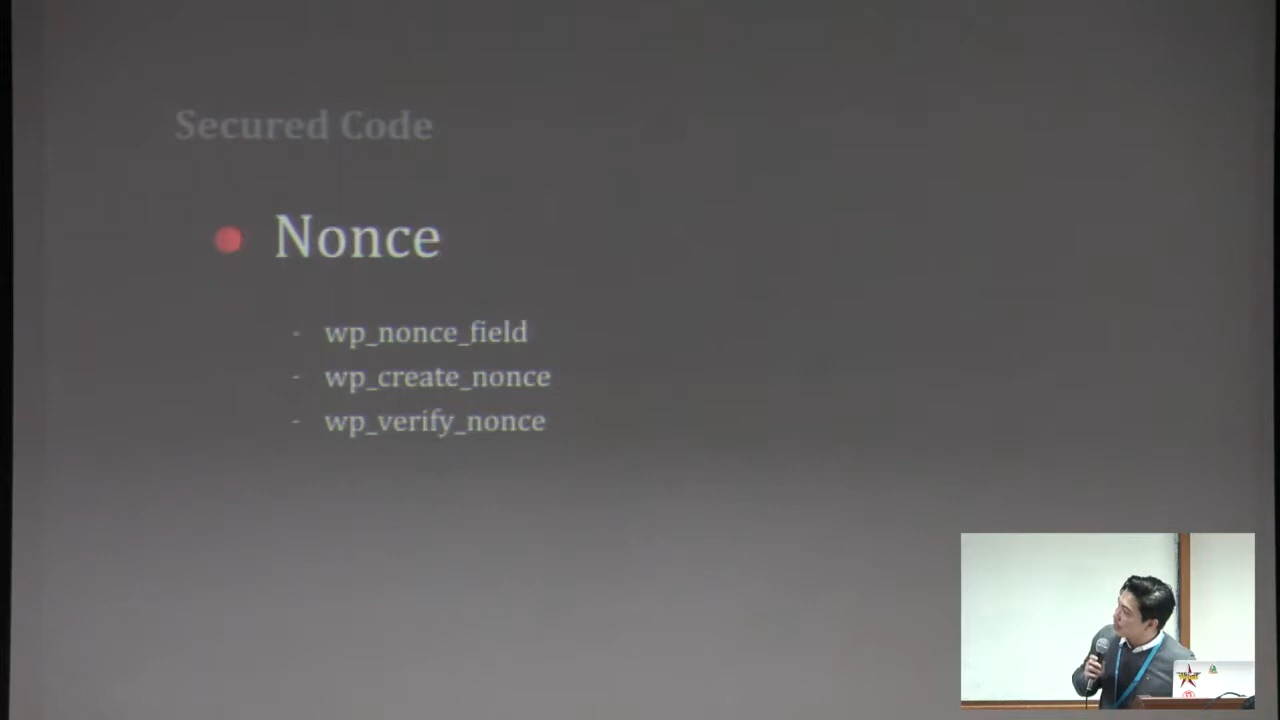 Secured Code
Nonce
- wp_nonce_field
- wp_create_nonce
- wp_verify_nonce